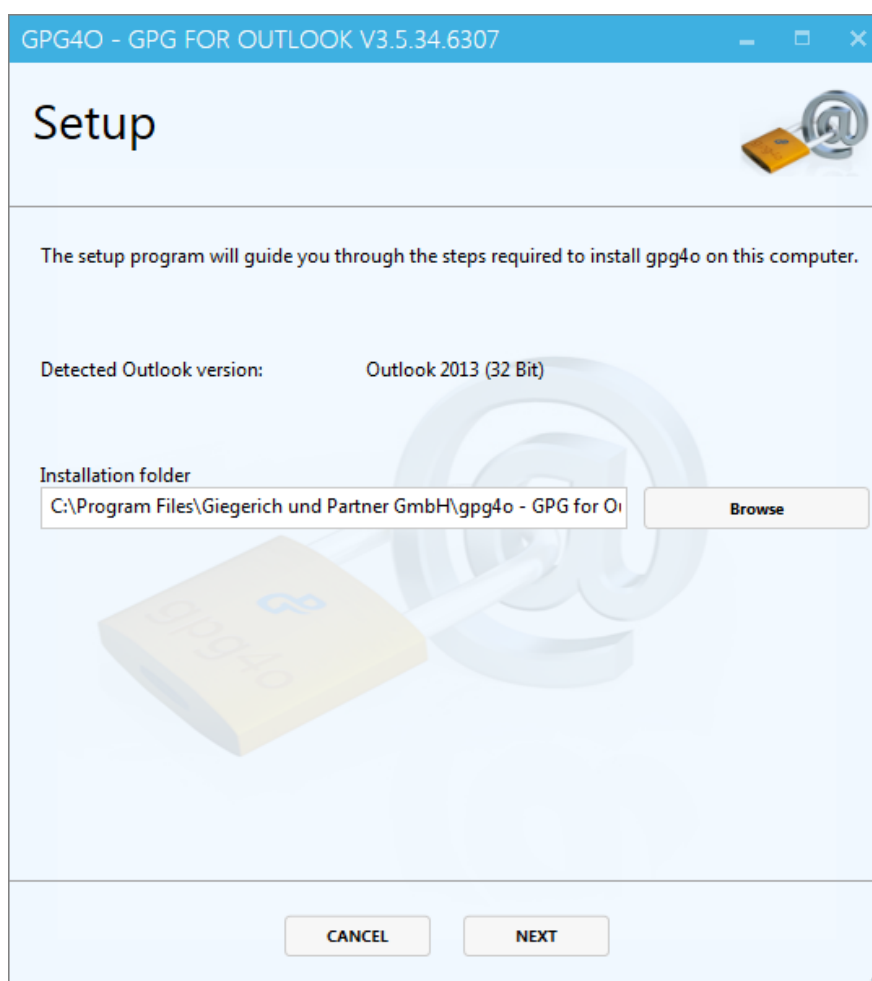 GPG4O - GPG FOR OUTLOOK V3.5.34.6307
Setup
The setup program will guide you through the steps required to install gpg4o on this computer.
Detected Outlook version: Outlook 2013 (32 Bit)
Installation folder
C:\Program Files\Giegerich und Partner GmbH\gpg4o - GPG for O
Browse
gpg4o
CANCEL NEXT